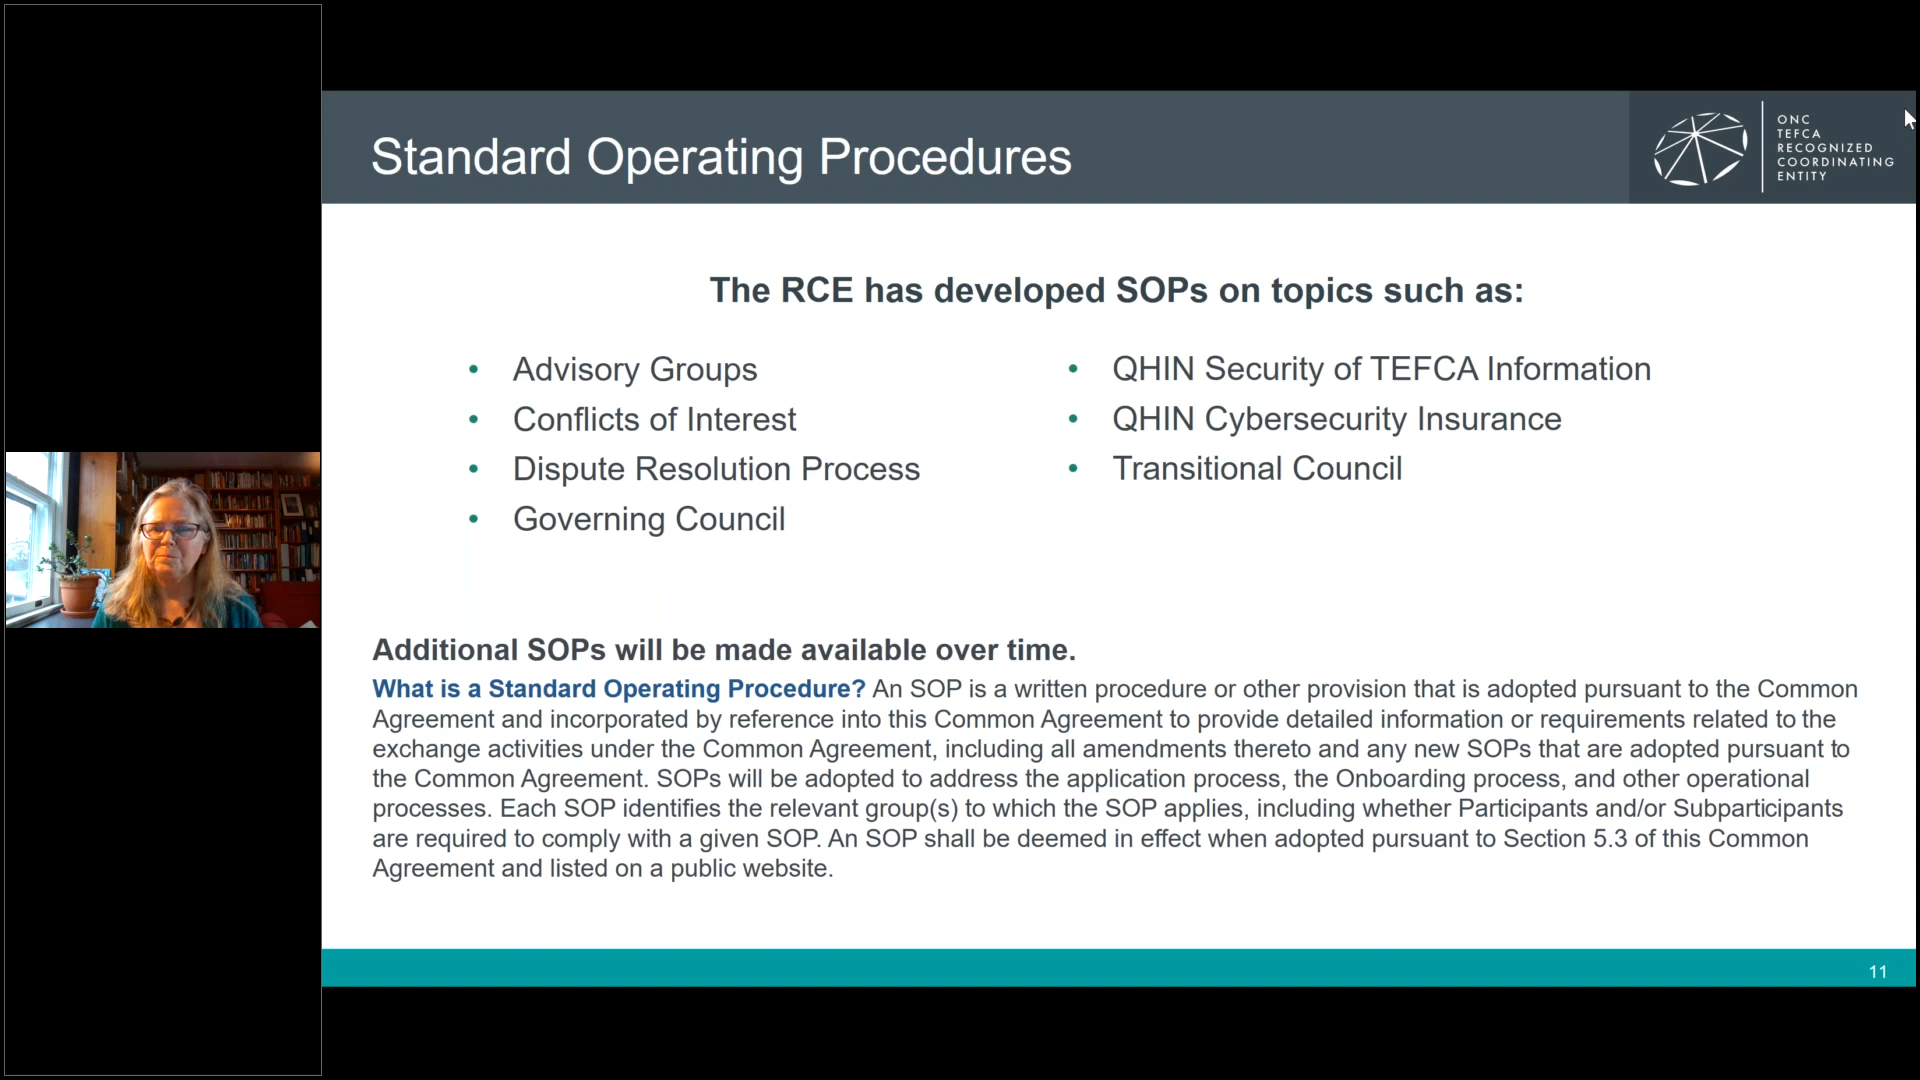 Standard Operating Procedures
ONC
TEFCA
RECOGNIZED
COORDINATING
ENTITY
The RCE has developed SOPs on topics such as:
• Advisory Groups
• Conflicts of Interest
• Dispute Resolution Process
• Governing Council
• QHIN Security of TEFCA Information
• QHIN Cybersecurity Insurance
• Transitional Council
Additional SOPs will be made available over time.
What is a Standard Operating Procedure? An SOP is a written procedure or other provision that is adopted pursuant to the Common
Agreement and incorporated by reference into this Common Agreement to provide detailed information or requirements related to the
exchange activities under the Common Agreement, including all amendments thereto and any new SOPs that are adopted pursuant to
the Common Agreement. SOPs will be adopted to address the application process, the Onboarding process, and other operational
processes. Each SOP identifies the relevant group(s) to which the SOP applies, including whether Participants and/or Subparticipants
are required to comply with a given SOP. An SOP shall be deemed in effect when adopted pursuant to Section 5.3 of this Common
Agreement and listed on a public website.
11